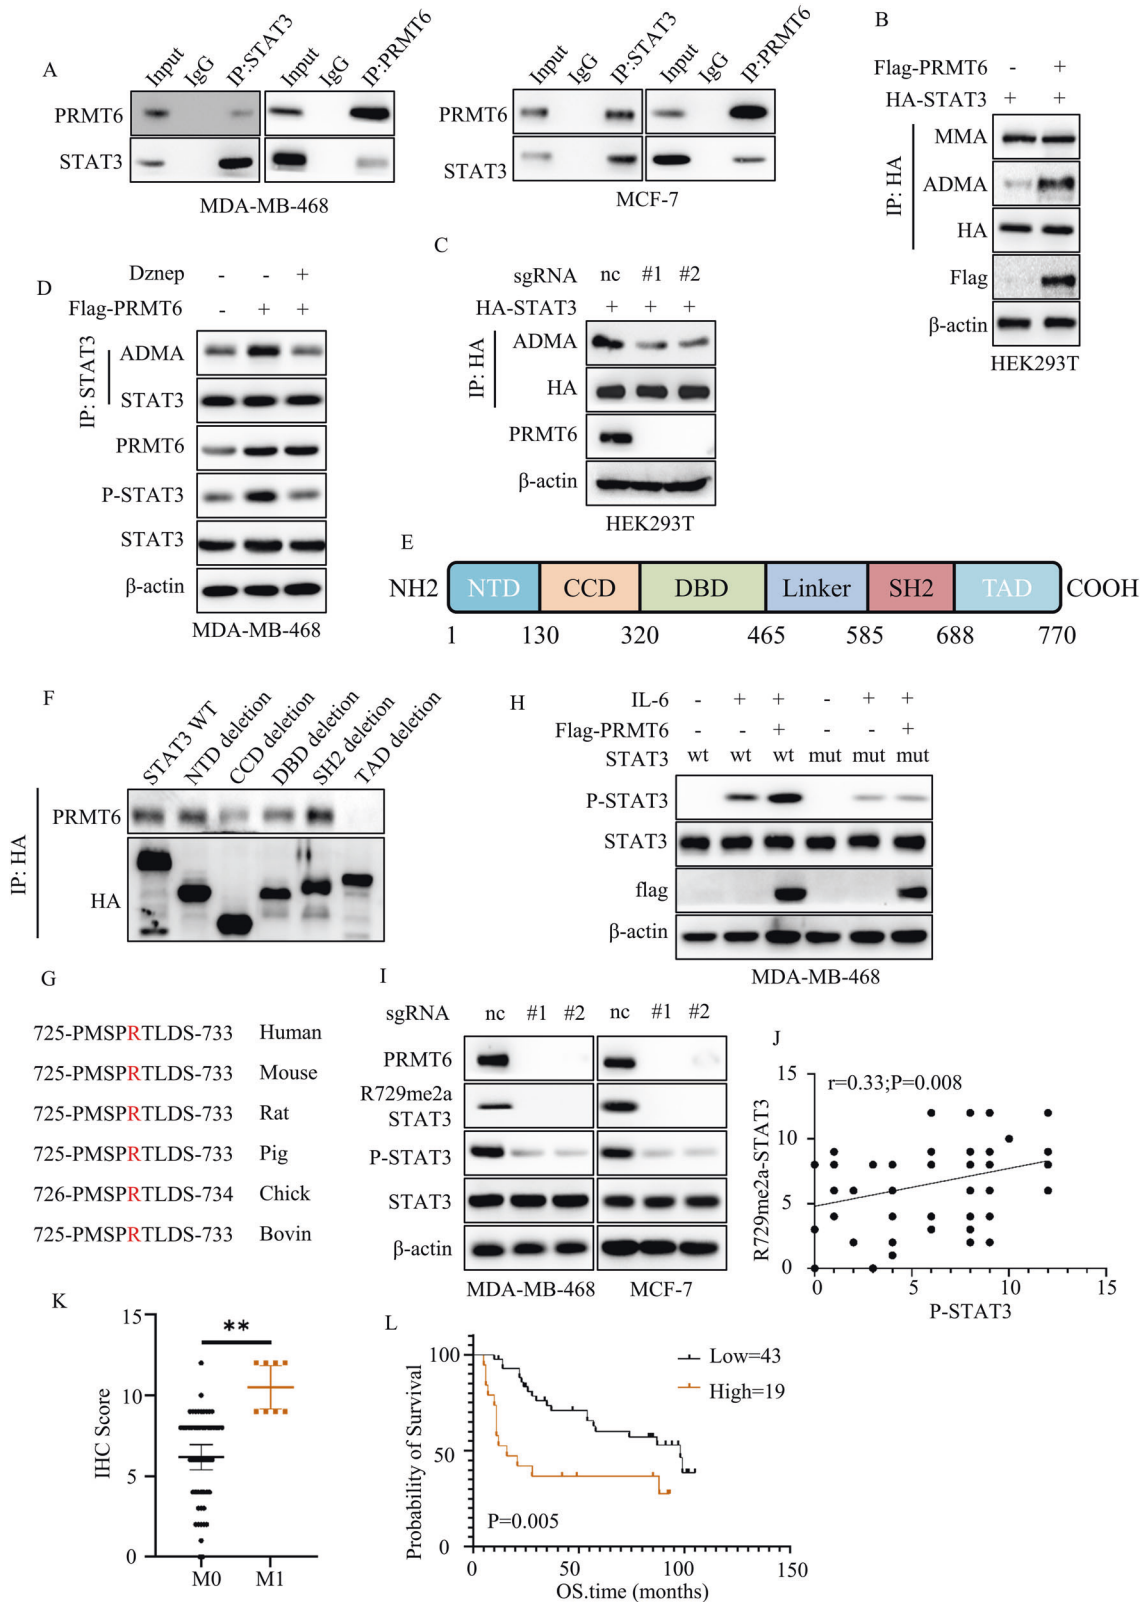 A
Input IgG IP:STAT3 Input IgG IP:PRMT6
PRMT6
STAT3
MDA-MB-468
Input IgG IP:STAT3 Input IgG IP:PRMT6
PRMT6
STAT3
MCF-7
B
Flag-PRMT6 - +
HA-STAT3 + +
IP: HA
MMA
ADMA
HA
Flag
β-actin
HEK293T
C
sgRNA nc #1 #2
HA-STAT3 + + +
IP: HA
ADMA
HA
PRMT6
β-actin
HEK293T
D
Dznep - - +
Flag-PRMT6 - + +
IP: STAT3
ADMA
STAT3
PRMT6
P-STAT3
STAT3
β-actin
MDA-MB-468
E
NH2 NTD CCD DBD Linker SH2 TAD COOH
1 130 320 465 585 688 770
F
STAT3 WT NTD deletion CCD deletion DBD deletion SH2 deletion TAD deletion
IP: HA
PRMT6
HA
G
725-PMSPRTLDS-733 Human
725-PMSPRTLDS-733 Mouse
725-PMSPRTLDS-733 Rat
725-PMSPRTLDS-733 Pig
726-PMSPRTLDS-734 Chick
725-PMSPRTLDS-733 Bovin
H
IL-6 - + + - + +
Flag-PRMT6 - - + - - +
STAT3 wt wt wt mut mut mut
P-STAT3
STAT3
flag
β-actin
MDA-MB-468
I
sgRNA nc #1 #2 nc #1 #2
PRMT6
R729me2a
STAT3
P-STAT3
STAT3
β-actin
MDA-MB-468 MCF-7
J
r=0.33;P=0.008
R729me2a-STAT3
15
10
5
0
0 5 10 15
P-STAT3
K
**
IHC Score
15
10
5
0
M0 M1
L
Low=43
High=19
Probability of Survival
100
50
0
P=0.005
0 50 100 150
OS.time (months)